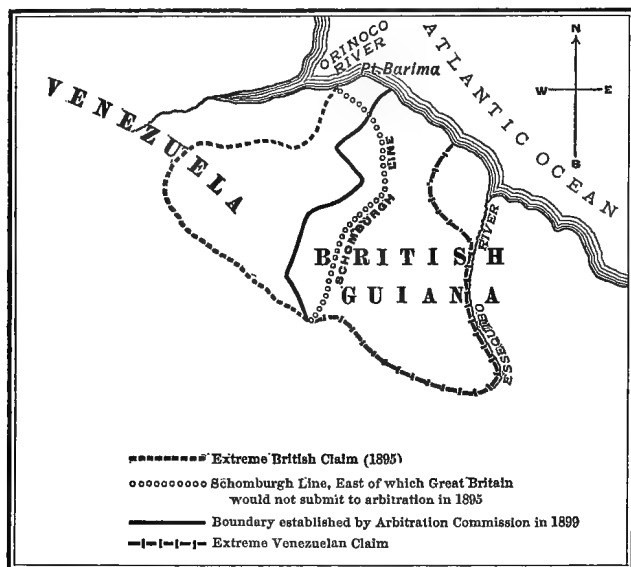 ORINOCO
RIVER
Pt. Barima
ATLANTIC OCEAN
N
W E
S
VENEZUELA
SCHOMBURGH LINE
BRITISH
GUIANA
ESSEQUIBO RIVER
Extreme British Claim (1895)
Schomburgh Line, East of which Great Britain
would not submit to arbitration in 1895
Boundary established by Arbitration Commission in 1899
Extreme Venezuelan Claim